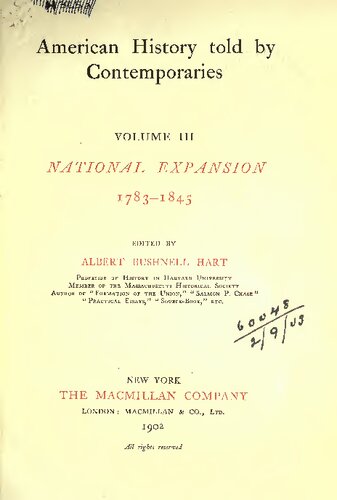 American History told by
Contemporaries
VOLUME III
NATIONAL EXPANSION
1783–1845
EDITED BY
ALBERT BUSHNELL HART
PROFESSOR OF HISTORY IN HARVARD UNIVERSITY
MEMBER OF THE MASSACHUSETTS HISTORICAL SOCIETY
AUTHOR OF "FORMATION OF THE UNION," "SALMON P. CHASE"
"PRACTICAL ESSAYS," "SOURCE-BOOK," ETC.
60048
2/9/03
NEW YORK
THE MACMILLAN COMPANY
LONDON: MACMILLAN & CO., LTD.
1902
All rights reserved